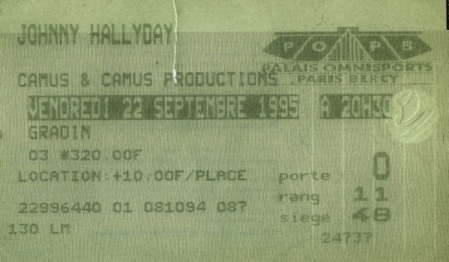 JOHNNY HALLYDAY
POPB
PALAIS OMNISPORTS
PARIS BERCY
CAMUS & CAMUS PRODUCTIONS
VENDREDI 22 SEPTEMBRE 1995 A 20H30
GRADIN
03 *320.00F
LOCATION:+10.00F/PLACE
porte 0
rang 11
siege 48
22996440 01 081094 087
130 LM
24737